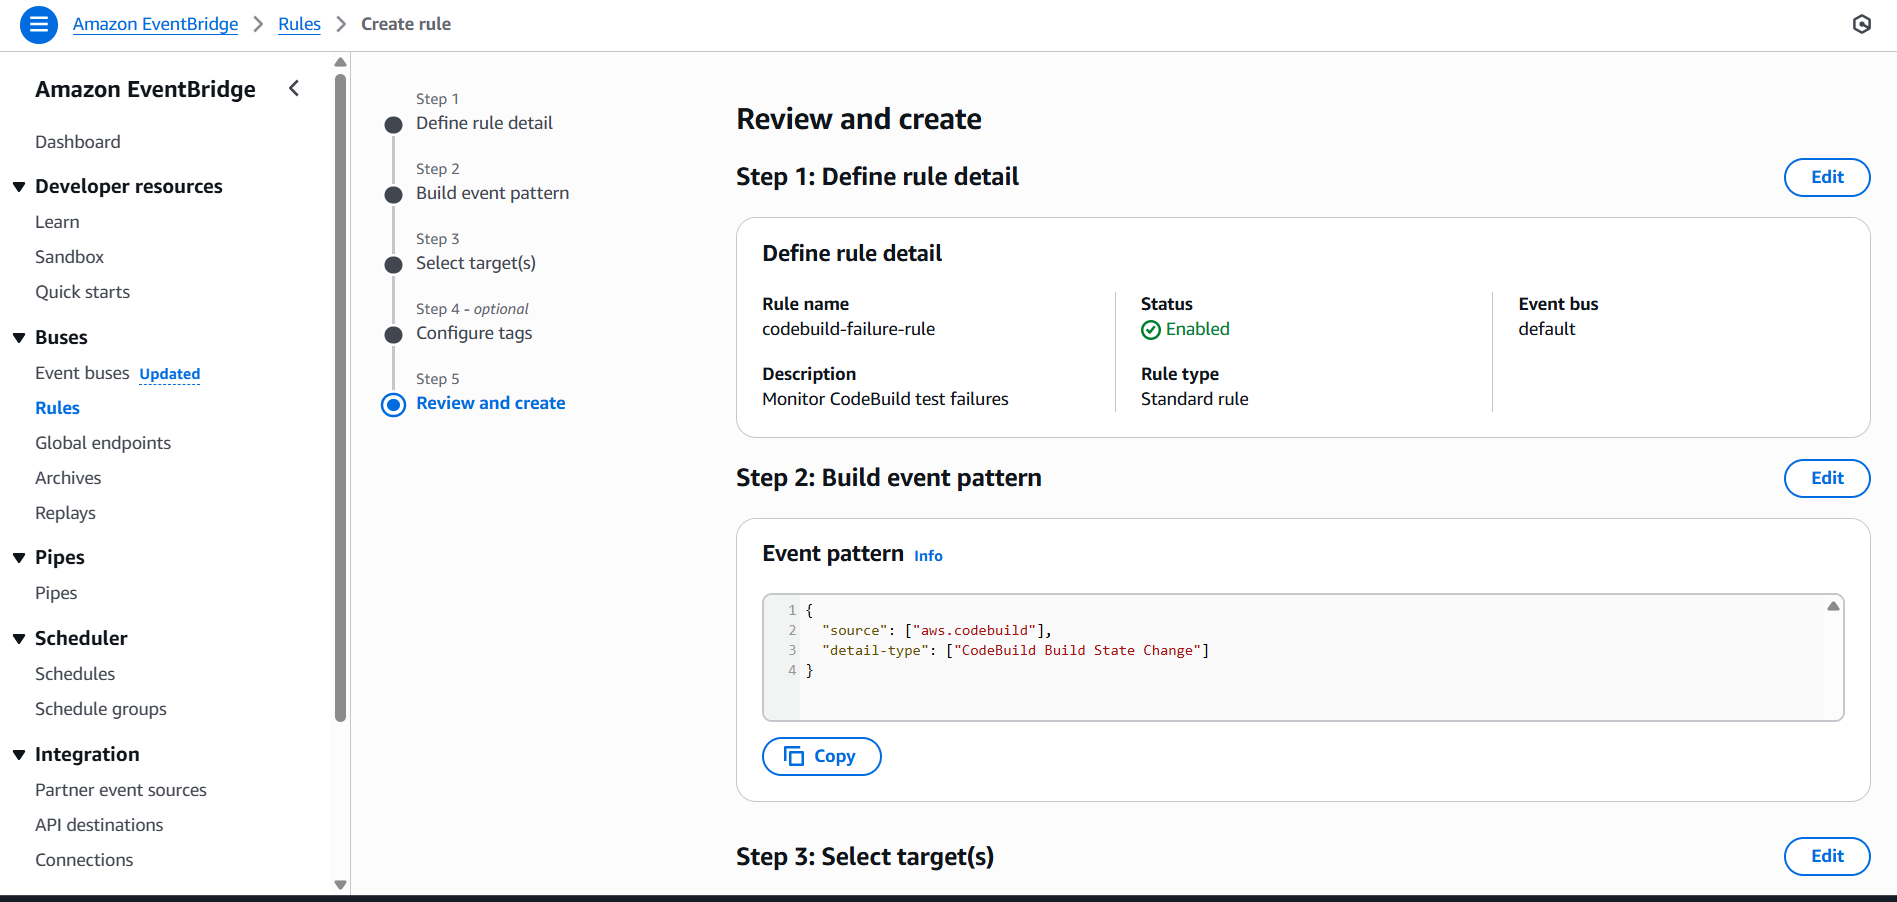 Amazon EventBridge > Rules > Create rule
Amazon EventBridge
Dashboard
Developer resources
Learn
Sandbox
Quick starts
Buses
Event buses Updated
Rules
Global endpoints
Archives
Replays
Pipes
Pipes
Scheduler
Schedules
Schedule groups
Integration
Partner event sources
API destinations
Connections
Step 1
Define rule detail
Step 2
Build event pattern
Step 3
Select target(s)
Step 4 - optional
Configure tags
Step 5
Review and create
Review and create
Step 1: Define rule detail
Edit
Define rule detail
Rule name
codebuild-failure-rule
Description
Monitor CodeBuild test failures
Status
Enabled
Rule type
Standard rule
Event bus
default
Step 2: Build event pattern
Edit
Event pattern Info
1 {
2 "source": ["aws.codebuild"],
3 "detail-type": ["CodeBuild Build State Change"]
4 }
Copy
Step 3: Select target(s)
Edit